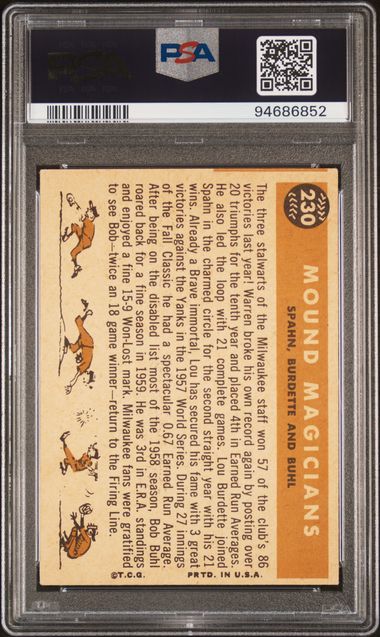 PSA
PSA
94686852
230
MOUND MAGICIANS
SPAHN, BURDETTE AND BUHL
The three stalwarts of the Milwaukee staff won 57 of the club's 86
victories last year! Warren broke his own record again by posting over
20 triumphs for the tenth year and placed 4th in Earned Run Averages.
He also led the loop with 21 complete games. Lou Burdette joined
Spahn in the charmed circle for the second straight year with his 21
wins. Already a Brave immortal, Lou has secured his fame with 3 great
victories against the Yanks in the 1957 World Series. During 27 innings
of the Fall Classic he had a spectacular 0.67 Earned Run Average.
After being on the disabled list most of the 1958 season, Bob Buhl
roared back for a fine season in 1959. He was 3rd in E.R.A. standings
and enjoyed a fine 15-9 Won-Lost mark. Milwaukee fans were gratified
to see Bob—twice an 18 game winner—return to the Firing Line.
©T.C.G. PRTD. IN U.S.A.